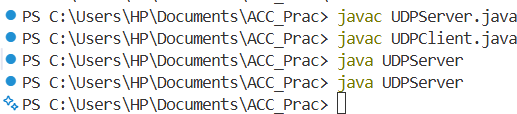 PS C:\Users\HP\Documents\ACC_Prac> javac UDPServer.java
PS C:\Users\HP\Documents\ACC_Prac> javac UDPClient.java
PS C:\Users\HP\Documents\ACC_Prac> java UDPServer
PS C:\Users\HP\Documents\ACC_Prac> java UDPServer
PS C:\Users\HP\Documents\ACC_Prac>